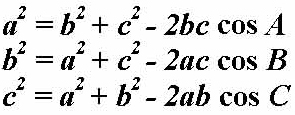 a² = b² + c² - 2bc cos A
b² = a² + c² - 2ac cos B
c² = a² + b² - 2ab cos C